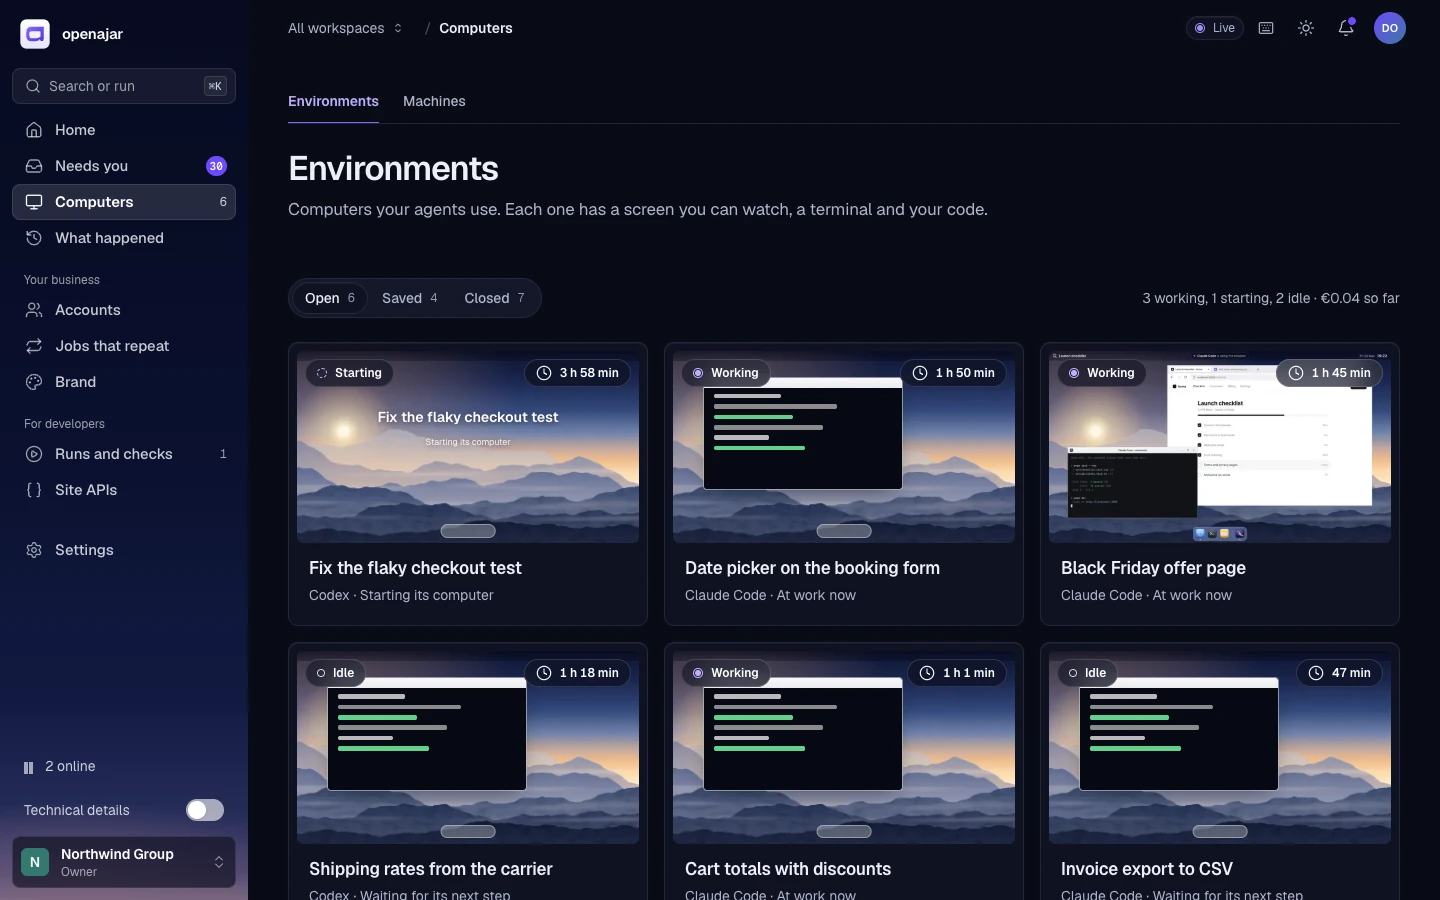 openajar
All workspaces / Computers
Live
DO
Search or run ⌘K
Home
Needs you 30
Computers 6
What happened
Your business
Accounts
Jobs that repeat
Brand
For developers
Runs and checks 1
Site APIs
Settings
2 online
Technical details
N Northwind Group
Owner
Environments Machines
Environments
Computers your agents use. Each one has a screen you can watch, a terminal and your code.
Open 6 Saved 4 Closed 7
3 working, 1 starting, 2 idle · €0.04 so far
Starting 3 h 58 min
Fix the flaky checkout test
Starting its computer
Fix the flaky checkout test
Codex · Starting its computer
Working 1 h 50 min
Date picker on the booking form
Claude Code · At work now
Working 1 h 45 min
Launch checklist
Black Friday offer page
Claude Code · At work now
Idle 1 h 18 min
Shipping rates from the carrier
Codex · Waiting for its next step
Working 1 h 1 min
Cart totals with discounts
Claude Code · At work now
Idle 47 min
Invoice export to CSV
Claude Code · Waiting for its next step